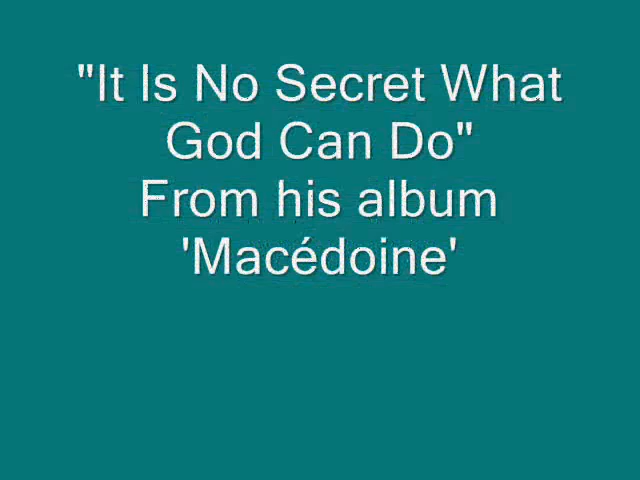 "It Is No Secret What
God Can Do"
From his album
'Macédoine'